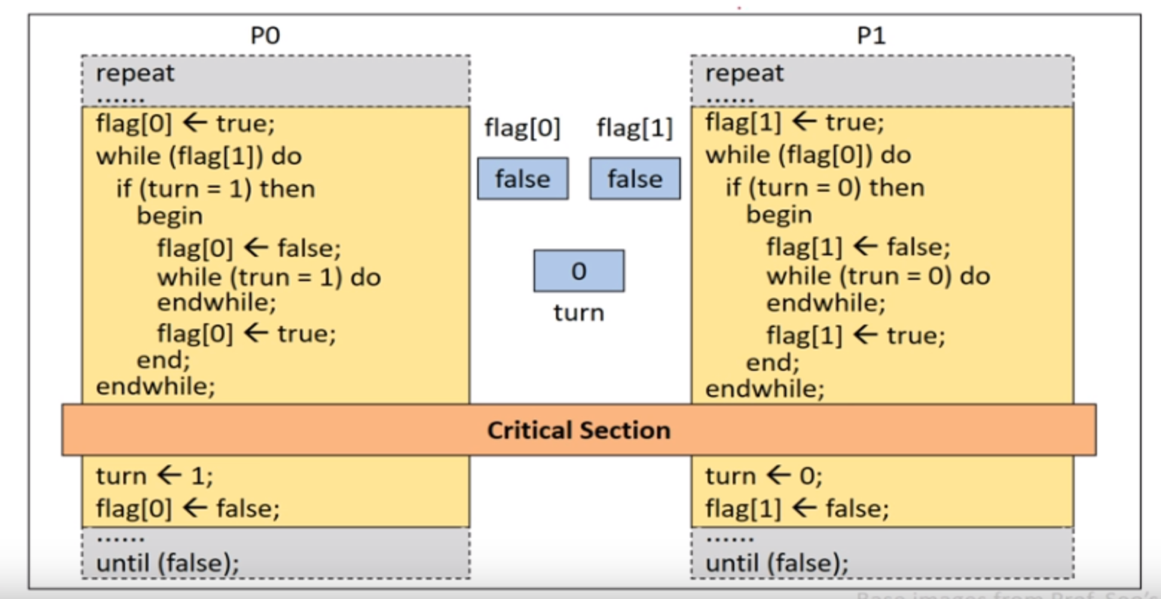 P0
repeat
......
flag[0] ← true;
while (flag[1]) do
if (turn = 1) then
begin
flag[0] ← false;
while (trun = 1) do
endwhile;
flag[0] ← true;
end;
endwhile;
flag[0] flag[1]
false false
0
turn
P1
repeat
......
flag[1] ← true;
while (flag[0]) do
if (turn = 0) then
begin
flag[1] ← false;
while (trun = 0) do
endwhile;
flag[1] ← true;
end;
endwhile;
Critical Section
turn ← 1;
flag[0] ← false;
......
until (false);
turn ← 0;
flag[1] ← false;
......
until (false);